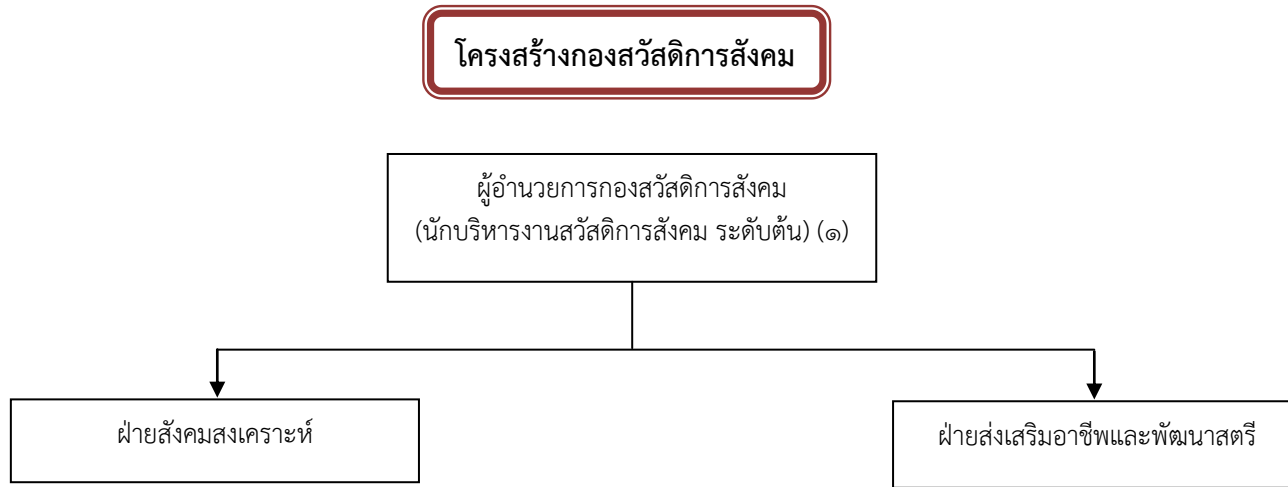 โครงสร้างกองสวัสดิการสังคม
ผู้อำนวยการกองสวัสดิการสังคม
(นักบริหารงานสวัสดิการสังคม ระดับต้น) (๑)
ฝ่ายสังคมสงเคราะห์
ฝ่ายส่งเสริมอาชีพและพัฒนาสตรี